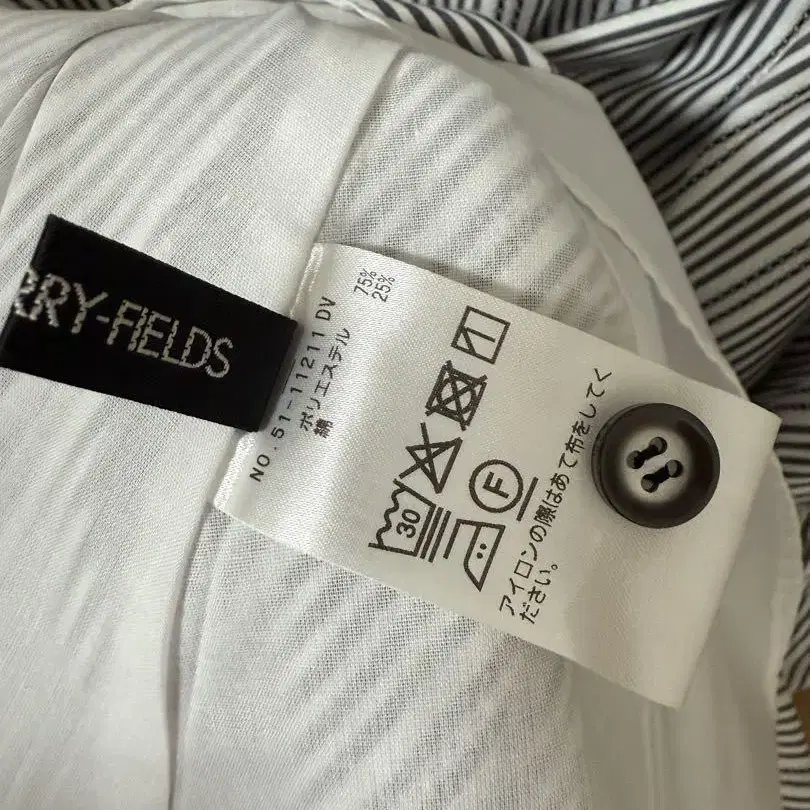 RRY-FIELDS
NO.51-11211 DV
ポリエステル 75%
綿 25%
30
F
アイロンの際はあて布をしてく
ださい。